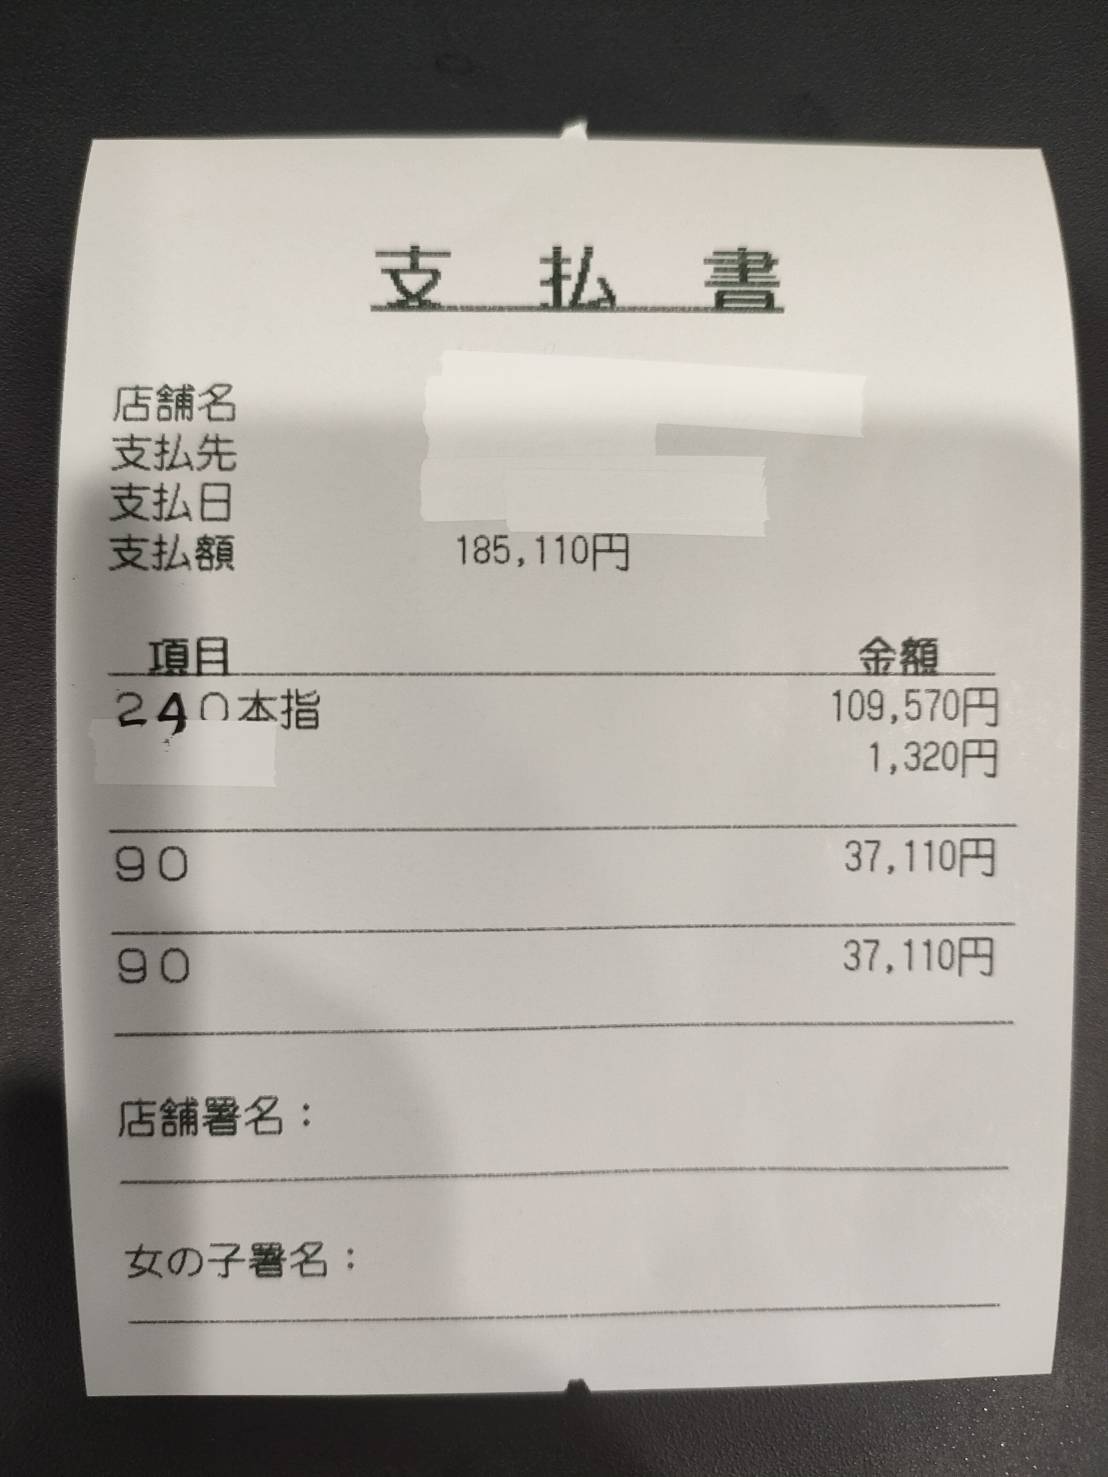 支払書
店舗名
支払先
支払日
支払額 185,110円
項目 金額
240本指 109,570円
1,320円
90 37,110円
90 37,110円
店舗署名：
女の子署名：